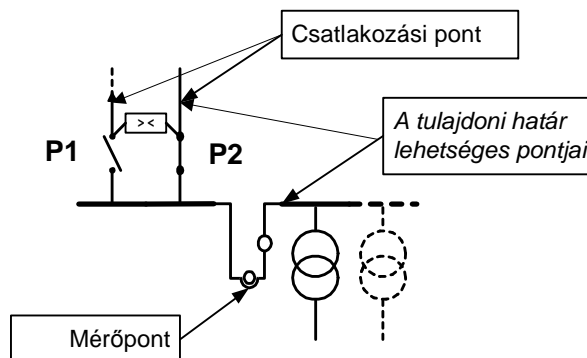 Csatlakozási pont
> <
P1
P2
A tulajdoni határ
lehetséges pontjai
Mérőpont